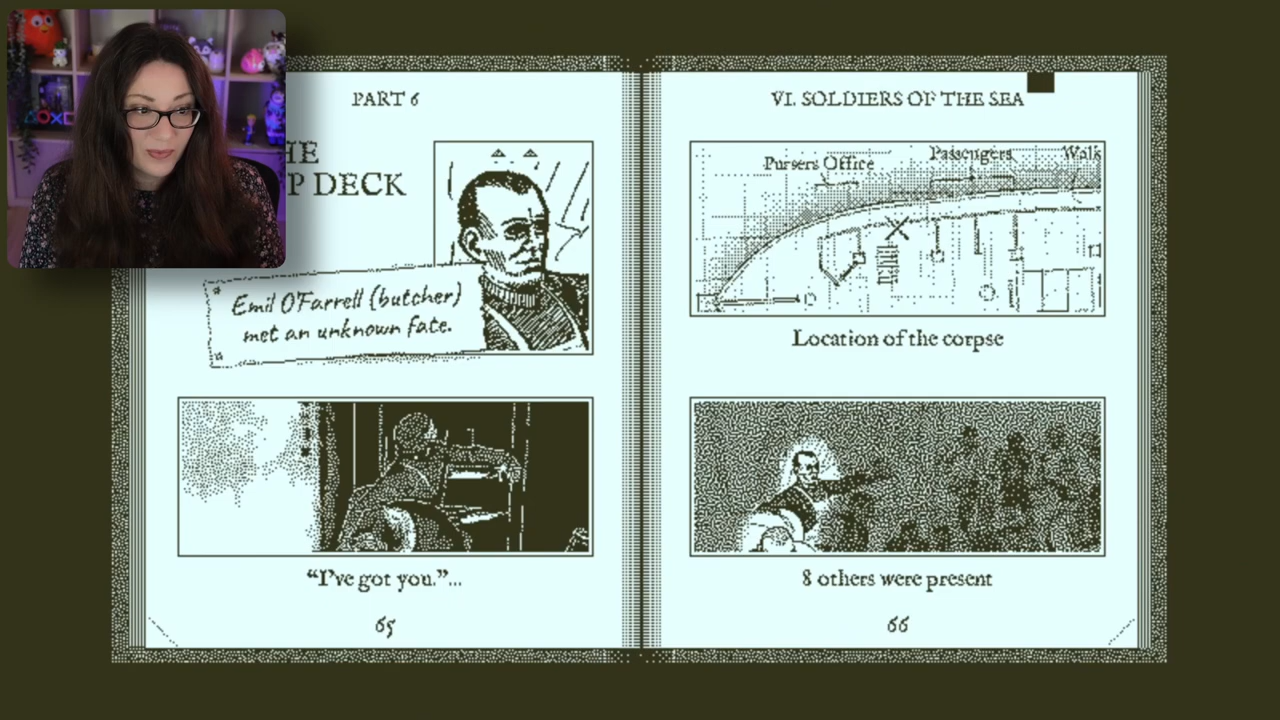 PART 6
HE
P DECK
Emil O'Farrell (butcher)
met an unknown fate.
"I've got you."...
65
VI. SOLDIERS OF THE SEA
Pursers Office
Passengers
Walk
Location of the corpse
8 others were present
66